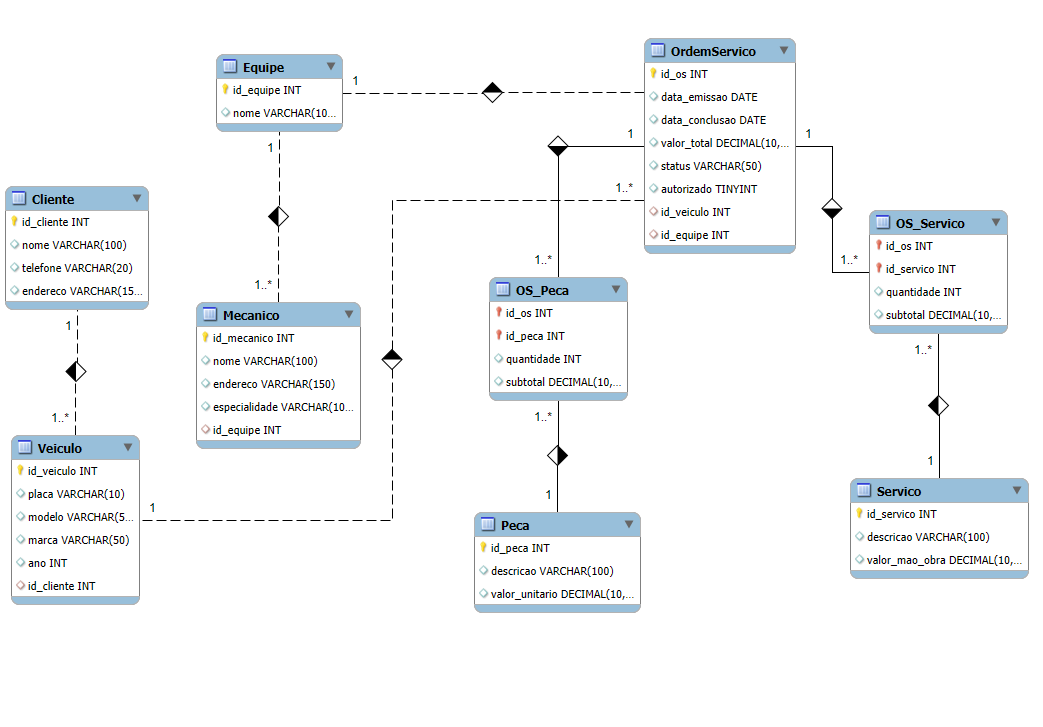 Equipe
id_equipe INT
nome VARCHAR(10...
1
1
1..*
OrdemServico
id_os INT
data_emissao DATE
data_conclusao DATE
valor_total DECIMAL(10,...
status VARCHAR(50)
autorizado TINYINT
id_veiculo INT
id_equipe INT
1
1..*
1
Cliente
id_cliente INT
nome VARCHAR(100)
telefone VARCHAR(20)
endereco VARCHAR(15...
1
1..*
OS_Servico
id_os INT
id_servico INT
quantidade INT
subtotal DECIMAL(10,...
1..*
1..*
1
OS_Peca
id_os INT
id_peca INT
quantidade INT
subtotal DECIMAL(10,...
1..*
1..*
1
Mecanico
id_mecanico INT
nome VARCHAR(100)
endereco VARCHAR(150)
especialidade VARCHAR(10...
id_equipe INT
Veiculo
id_veiculo INT
placa VARCHAR(10)
modelo VARCHAR(5...
marca VARCHAR(50)
ano INT
id_cliente INT
1
Peca
id_peca INT
descricao VARCHAR(100)
valor_unitario DECIMAL(10,...
Servico
id_servico INT
descricao VARCHAR(100)
valor_mao_obra DECIMAL(10,...